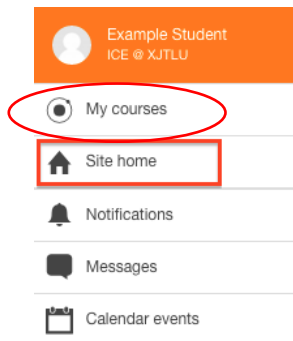 Example Student
ICE @ XJTLU
My courses
Site home
Notifications
Messages
Calendar events